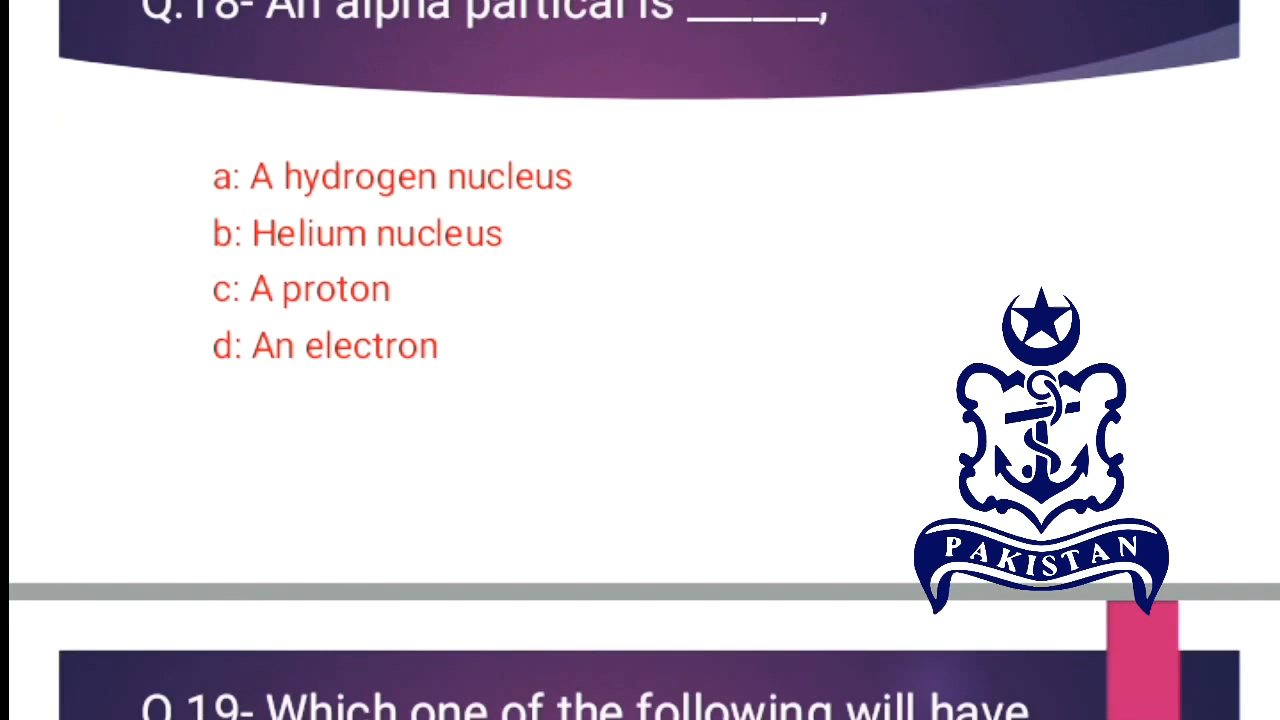 Q.18- An alpha partical is ______,
a: A hydrogen nucleus
b: Helium nucleus
c: A proton
d: An electron
PAKISTAN
Q.19- Which one of the following will have